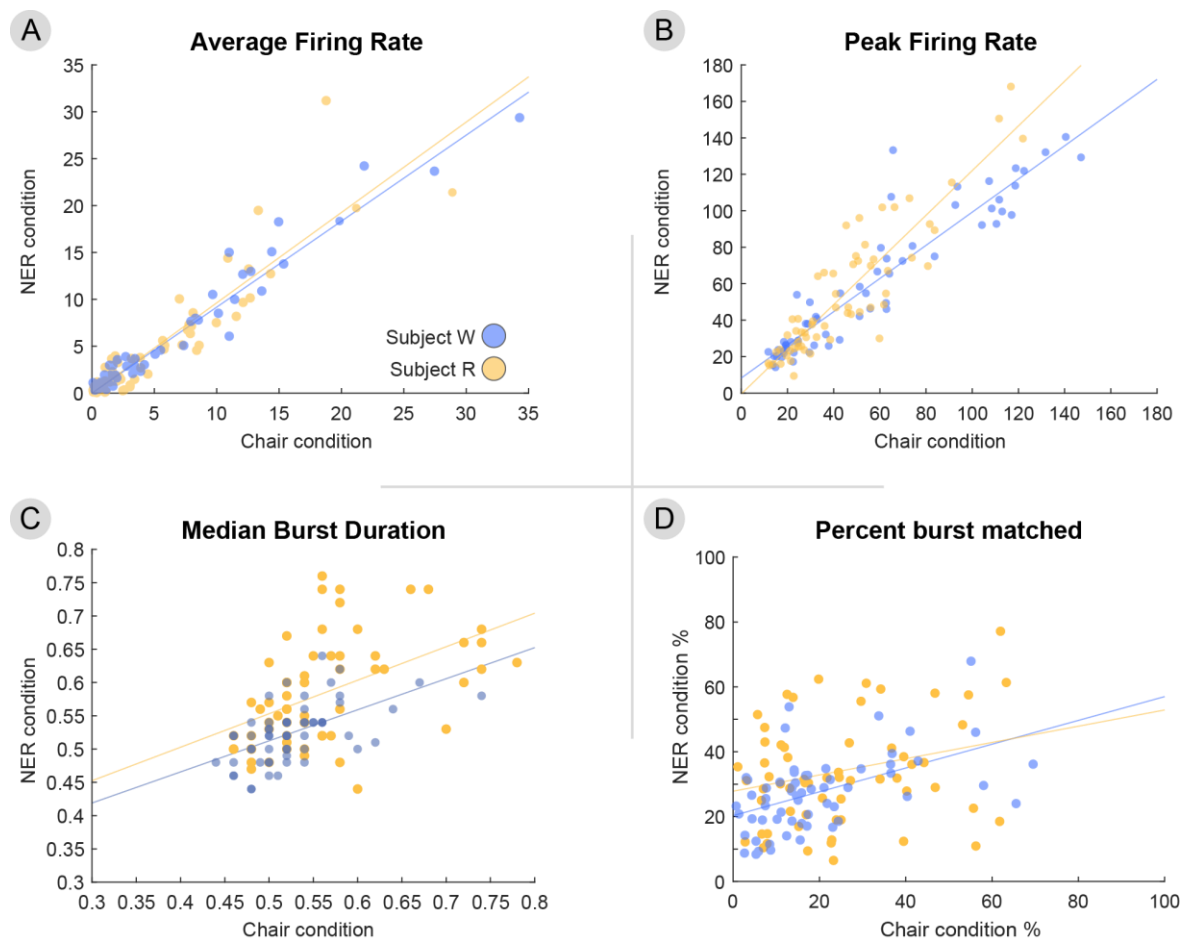 A
Average Firing Rate
35
30
25
20
15
10
5
0
0 5 10 15 20 25 30 35
NER condition
Chair condition
Subject W
Subject R
B
Peak Firing Rate
180
160
140
120
100
80
60
40
20
0
0 20 40 60 80 100 120 140 160 180
NER condition
Chair condition
C
Median Burst Duration
0.8
0.75
0.7
0.65
0.6
0.55
0.5
0.45
0.4
0.35
0.3
0.3 0.35 0.4 0.45 0.5 0.55 0.6 0.65 0.7 0.75 0.8
NER condition
Chair condition
D
Percent burst matched
100
80
60
40
20
0
0 20 40 60 80 100
NER condition %
Chair condition %